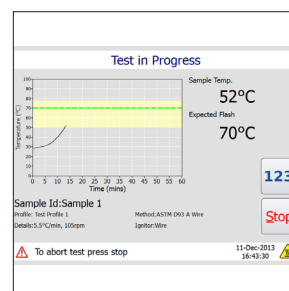 Test in Progress
Sample Temp.
52°C
Expected Flash
70°C
Temperature (°C)
100
90
80
70
60
50
40
30
20
10
0
0 5 10 15 20 25 30 35 40 45 50 55 60
Time (mins)
123
Sample Id:Sample 1
Profile: Test Profile 1 Method:ASTM D93 A Wire
Details:5.5°C/min, 105rpm Ignitor:Wire
Stop
To abort test press stop
11-Dec-2013
16:43:30